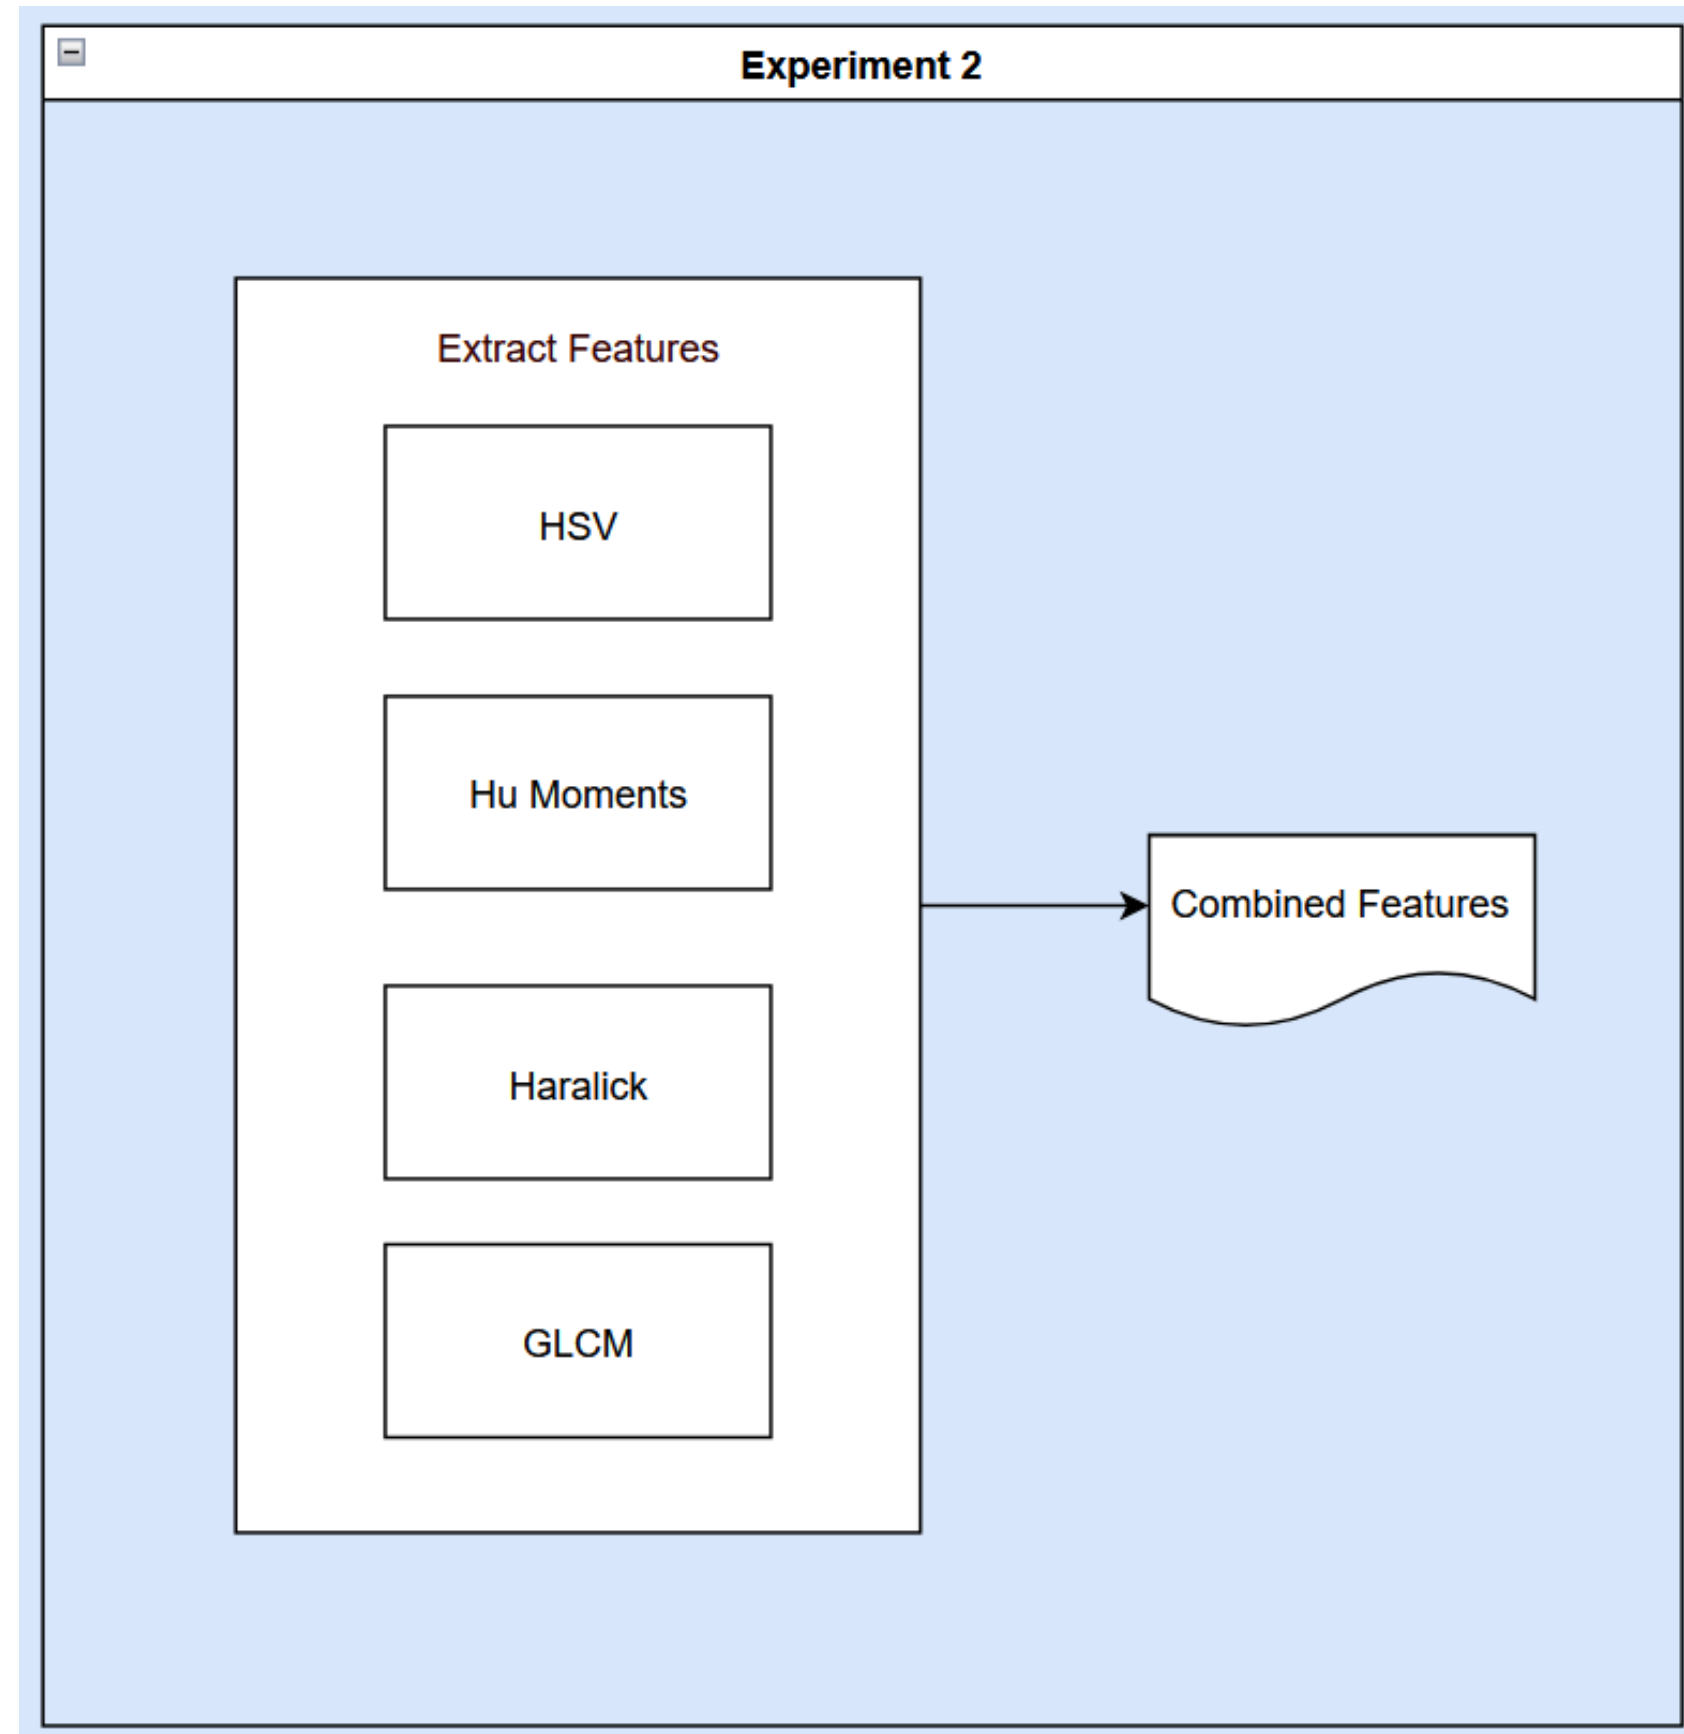 Experiment 2
Extract Features
HSV
Hu Moments
Haralick
GLCM
Combined Features